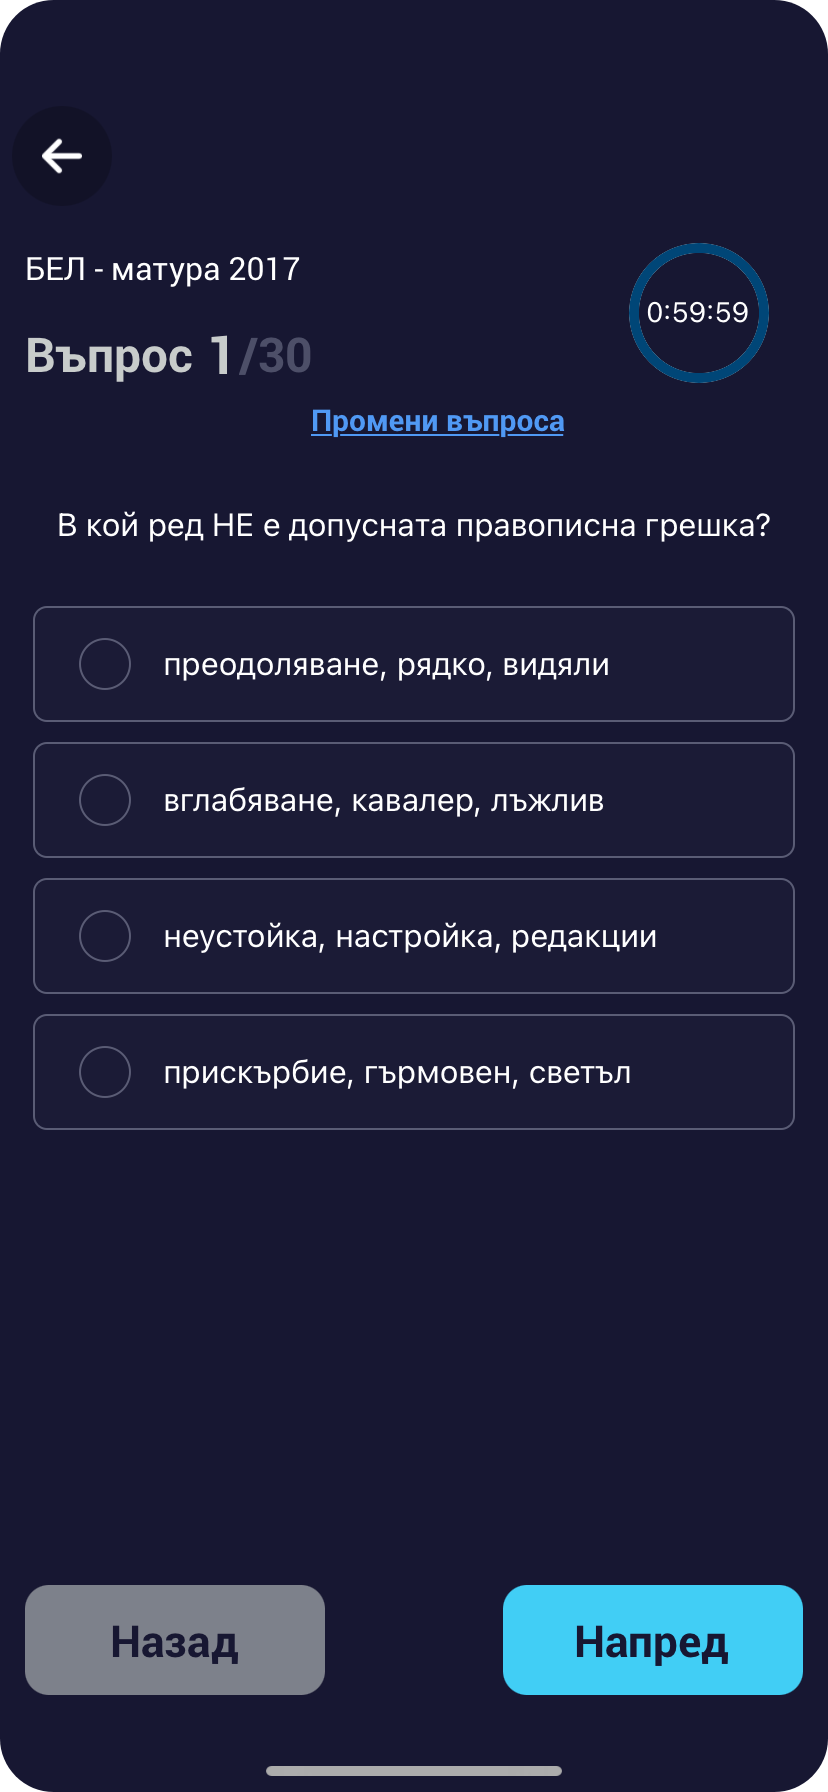 БЕЛ - матура 2017
0:59:59
Въпрос 1/30
Промени въпроса
В кой ред НЕ е допусната правописна грешка?
преодоляване, рядко, видяли
вглабяване, кавалер, лъжлив
неустойка, настройка, редакции
прискърбие, гърмовен, светъл
Назад
Напред